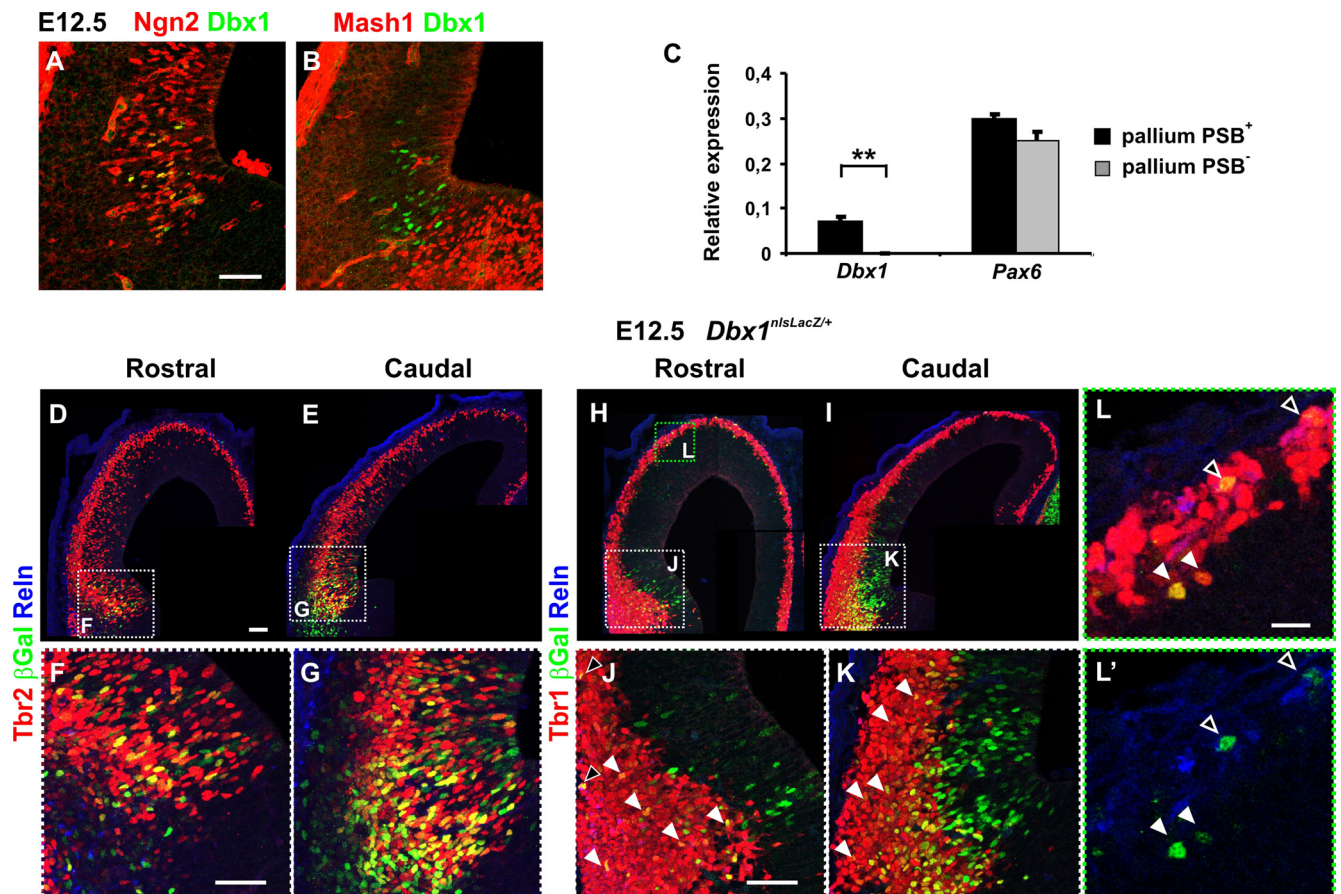 E12.5 Ngn2 Dbx1 Mash1 Dbx1
A
B
C
Relative expression
0,4
0,3
0,2
0,1
0
**
Dbx1 Pax6
pallium PSB+
pallium PSB-
E12.5 Dbx1nlsLacZ/+
Rostral Caudal Rostral Caudal
D
F
E
G
H
L
J
I
K
L
Tbr2 βGal Reln
F
G
Tbr1 βGal Reln
J
K
L'